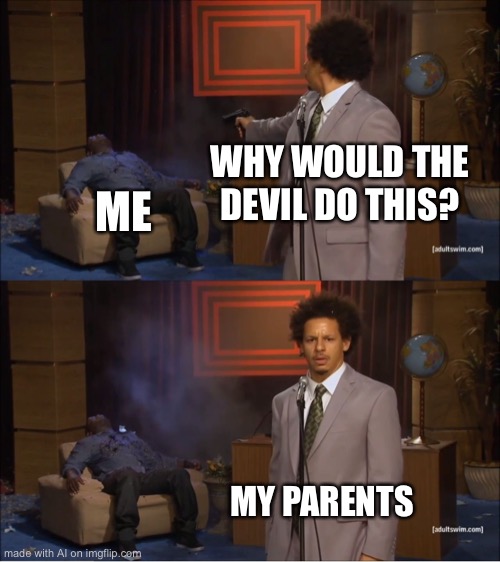 WHY WOULD THE
DEVIL DO THIS?
ME
[adultswim.com]
MY PARENTS
[adultswim.com]
made with AI on imgflip.com